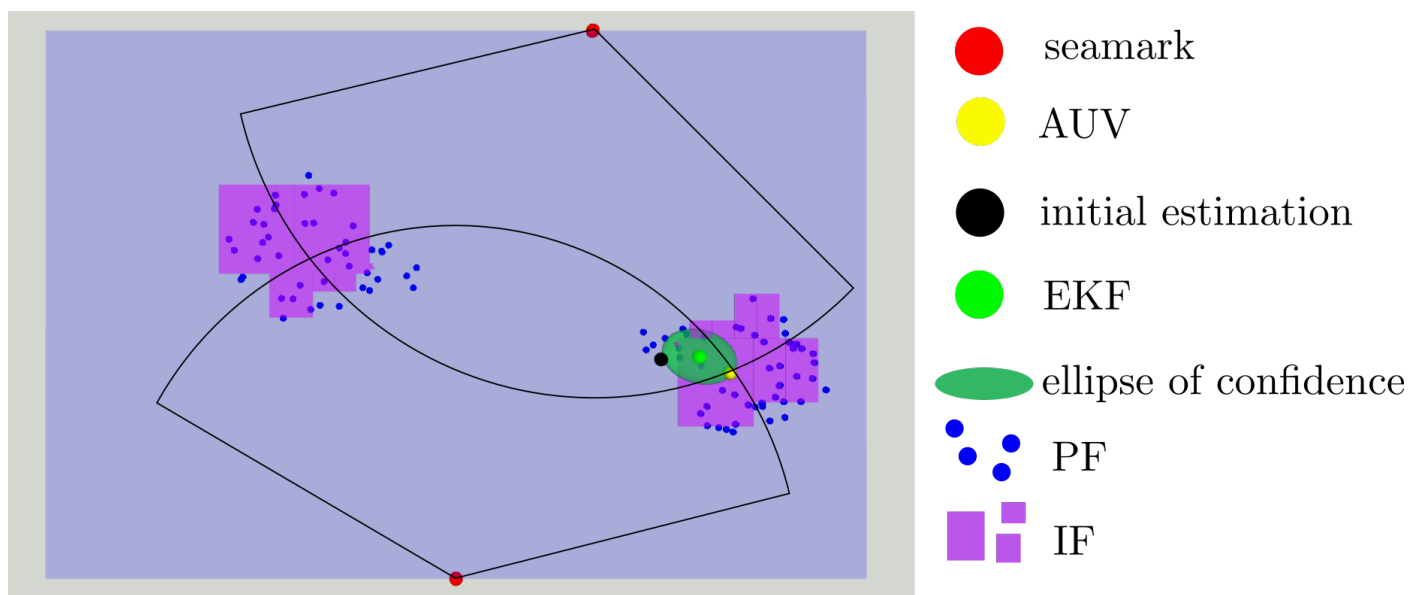 seamark
AUV
initial estimation
EKF
ellipse of confidence
PF
IF